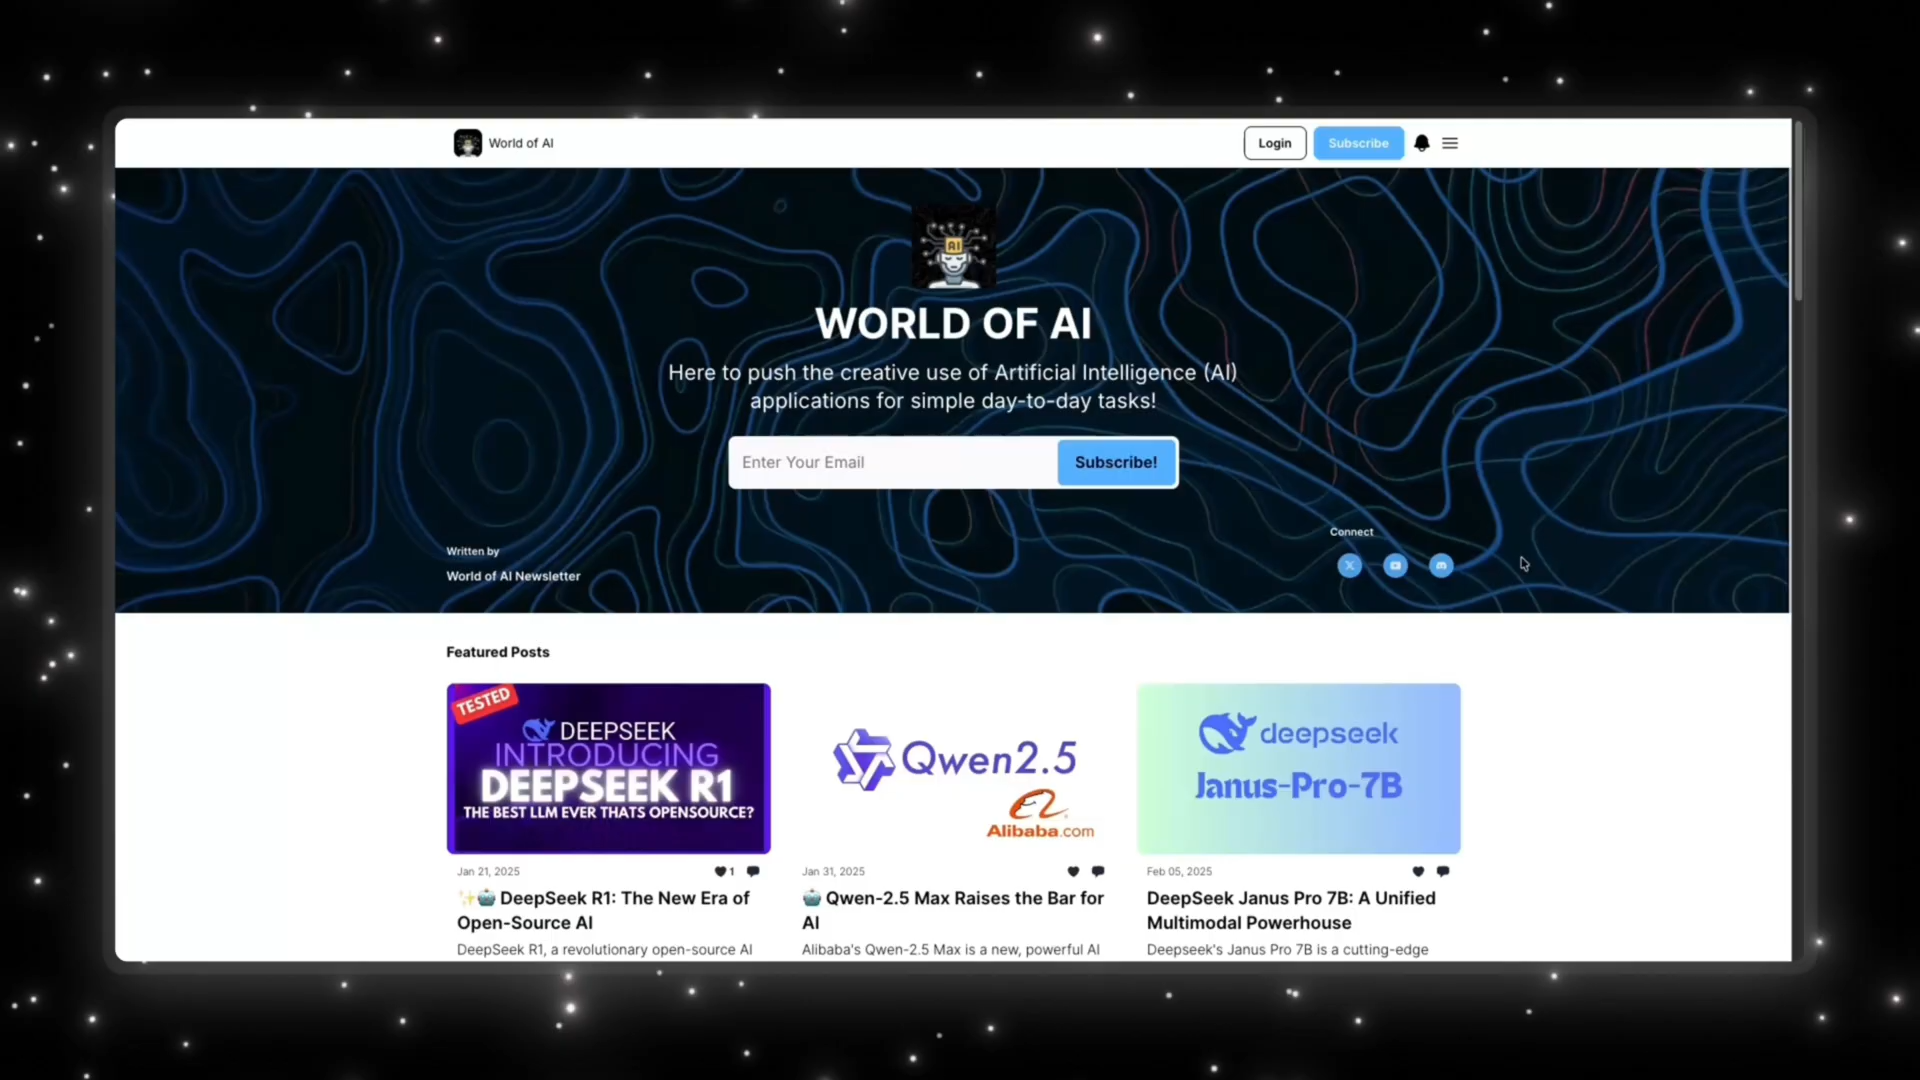 World of AI
Login
Subscribe
AI
WORLD OF AI
Here to push the creative use of Artificial Intelligence (AI)
applications for simple day-to-day tasks!
Enter Your Email
Subscribe!
Connect
Written by
World of AI Newsletter
Featured Posts
TESTED
DEEPSEEK
INTRODUCING
DEEPSEEK R1
THE BEST LLM EVER THATS OPENSOURCE?
Qwen2.5
Alibaba.com
deepseek
Janus-Pro-7B
Jan 21, 2025
1
Jan 31, 2025
Feb 05, 2025
✨🤖 DeepSeek R1: The New Era of
Open-Source AI
DeepSeek R1, a revolutionary open-source AI
🤖 Qwen-2.5 Max Raises the Bar for
AI
Alibaba's Qwen-2.5 Max is a new, powerful AI
DeepSeek Janus Pro 7B: A Unified
Multimodal Powerhouse
Deepseek's Janus Pro 7B is a cutting-edge